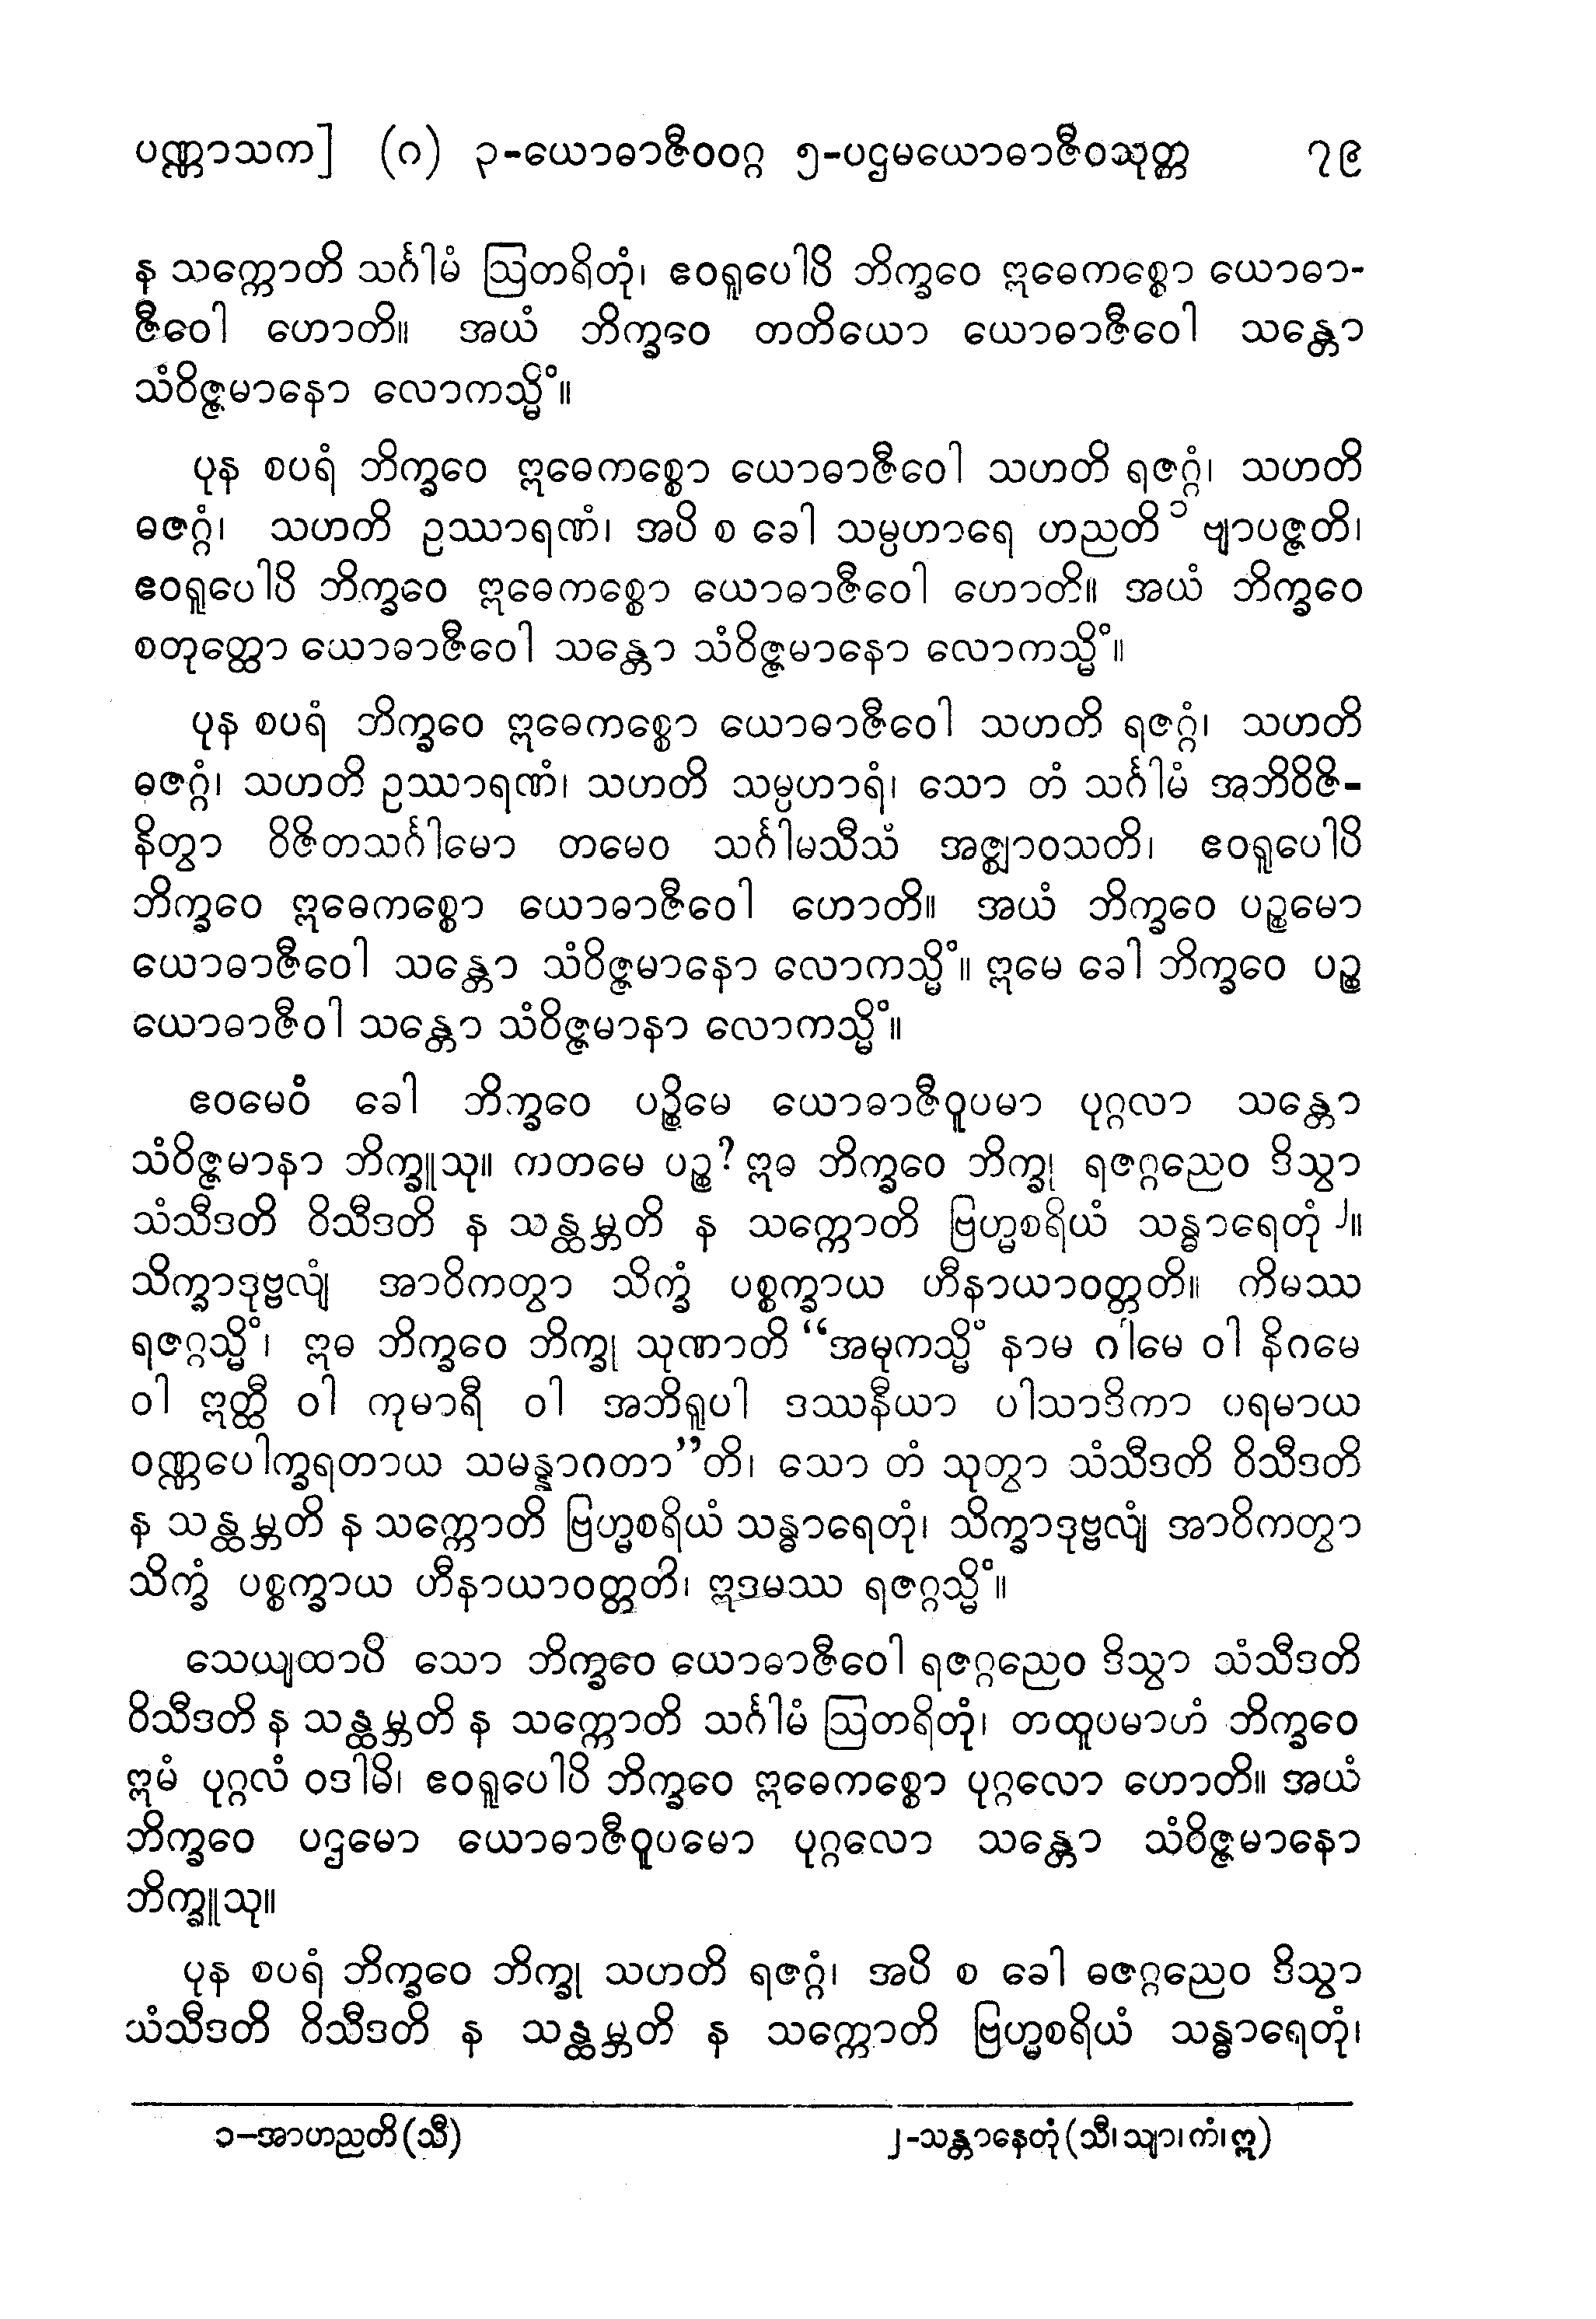 ပဏ္ဏာသက] (ဂ) ၃-ယောဓာဇီဝဝဂ္ဂ ၅-ပဌမယောဓာဇီဝသုတ္တ ၇၉
န သက္ကောတိ သင်္ဂါမံ ဩတရိတုံ၊ ဧဝရူပေါပိ ဘိက္ခဝေ ဣဓေကစ္စော ယောဓာ-
ဇီဝေါ ဟောတိ။ အယံ ဘိက္ခဝေ တတိယော ယောဓာဇီဝေါ သန္တော
သံဝိဇ္ဇမာနော လောကသ္မိံ။
ပုန စပရံ ဘိက္ခဝေ ဣဓေကစ္စော ယောဓာဇီဝေါ သဟတိ ရဇဂ္ဂံ၊ သဟတိ
ဓဇဂ္ဂံ၊ သဟတိ ဥဿာရဏံ၊ အပိ စ ခေါ သမ္ပဟာရေ ဟညတိ ၁ ဗျာပဇ္ဇတိ၊
ဧဝရူပေါပိ ဘိက္ခဝေ ဣဓေကစ္စော ယောဓာဇီဝေါ ဟောတိ။ အယံ ဘိက္ခဝေ
စတုတ္ထော ယောဓာဇီဝေါ သန္တော သံဝိဇ္ဇမာနော လောကသ္မိံ။
ပုန စပရံ ဘိက္ခဝေ ဣဓေကစ္စော ယောဓာဇီဝေါ သဟတိ ရဇဂ္ဂံ၊ သဟတိ
ဓဇဂ္ဂံ၊ သဟတိ ဥဿာရဏံ၊ သဟတိ သမ္ပဟာရံ၊ သော တံ သင်္ဂါမံ အဘိဝိဇိ-
နိတွာ ဝိဇိတသင်္ဂါမော တမေဝ သင်္ဂါမသီသံ အဇ္ဈာဝသတိ၊ ဧဝရူပေါပိ
ဘိက္ခဝေ ဣဓေကစ္စော ယောဓာဇီဝေါ ဟောတိ။ အယံ ဘိက္ခဝေ ပဉ္စမော
ယောဓာဇီဝေါ သန္တော သံဝိဇ္ဇမာနော လောကသ္မိံ။ ဣမေ ခေါ ဘိက္ခဝေ ပဉ္စ
ယောဓာဇီဝါ သန္တော သံဝိဇ္ဇမာနာ လောကသ္မိံ။
ဧဝမေဝံ ခေါ ဘိက္ခဝေ ပဉ္စိမေ ယောဓာဇီဝူပမာ ပုဂ္ဂလာ သန္တော
သံဝိဇ္ဇမာနာ ဘိက္ခူသု။ ကတမေ ပဉ္စ? ဣဓ ဘိက္ခဝေ ဘိက္ခု ရဇဂ္ဂညေဝ ဒိသွာ
သံသီဒတိ ဝိသီဒတိ န သန္ထမ္ဘတိ န သက္ကောတိ ဗြဟ္မစရိယံ သန္ဓာရေတုံ ၂။
သိက္ခာဒုဗ္ဗလျံ အာဝိကတွာ သိက္ခံ ပစ္စက္ခာယ ဟီနာယာဝတ္တတိ။ ကိမဿ
ရဇဂ္ဂသ္မိံ၊ ဣဓ ဘိက္ခဝေ ဘိက္ခု သုဏာတိ “အမုကသ္မိံ နာမ ဂါမေ ဝါ နိဂမေ
ဝါ ဣတ္ထီ ဝါ ကုမာရီ ဝါ အဘိရူပါ ဒဿနီယာ ပါသာဒိကာ ပရမာယ
ဝဏ္ဏပေါက္ခရတာယ သမန္နာဂတာ”တိ၊ သော တံ သုတွာ သံသီဒတိ ဝိသီဒတိ
န သန္ထမ္ဘတိ န သက္ကောတိ ဗြဟ္မစရိယံ သန္ဓာရေတုံ၊ သိက္ခာဒုဗ္ဗလျံ အာဝိကတွာ
သိက္ခံ ပစ္စက္ခာယ ဟီနာယာဝတ္တတိ၊ ဣဒမဿ ရဇဂ္ဂသ္မိံ။
သေယျထာပိ သော ဘိက္ခဝေ ယောဓာဇီဝေါ ရဇဂ္ဂညေဝ ဒိသွာ သံသီဒတိ
ဝိသီဒတိ န သန္ထမ္ဘတိ န သက္ကောတိ သင်္ဂါမံ ဩတရိတုံ၊ တထူပမာဟံ ဘိက္ခဝေ
ဣမံ ပုဂ္ဂလံ ဝဒါမိ၊ ဧဝရူပေါပိ ဘိက္ခဝေ ဣဓေကစ္စော ပုဂ္ဂလော ဟောတိ။ အယံ
ဘိက္ခဝေ ပဌမော ယောဓာဇီဝူပမော ပုဂ္ဂလော သန္တော သံဝိဇ္ဇမာနော
ဘိက္ခူသု။
ပုန စပရံ ဘိက္ခဝေ ဘိက္ခု သဟတိ ရဇဂ္ဂံ၊ အပိ စ ခေါ ဓဇဂ္ဂညေဝ ဒိသွာ
သံသီဒတိ ဝိသီဒတိ န သန္ထမ္ဘတိ န သက္ကောတိ ဗြဟ္မစရိယံ သန္ဓာရေတုံ၊
၁-အာဟညတိ (သီ) ၂-သန္တာနေတုံ (သီ၊ သျာ၊ ကံ၊ ဣ)